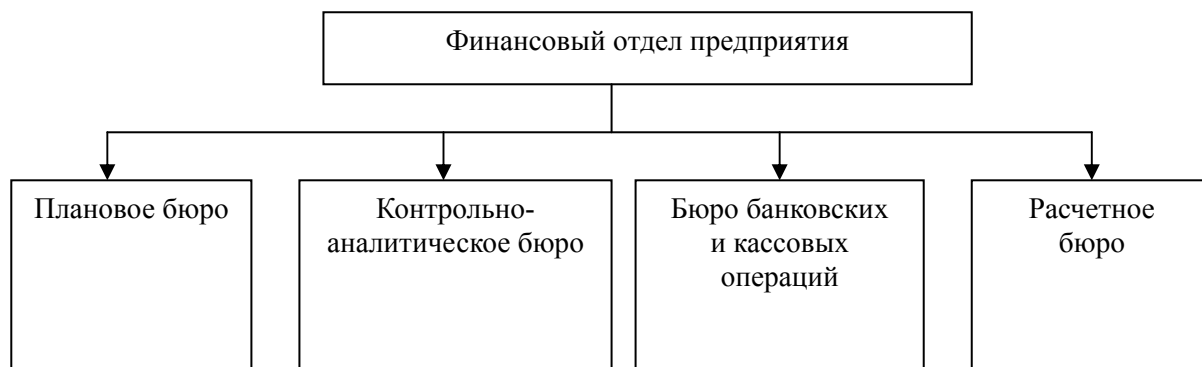 Финансовый отдел предприятия
Плановое бюро
Контрольно-
аналитическое бюро
Бюро банковских
и кассовых
операций
Расчетное
бюро